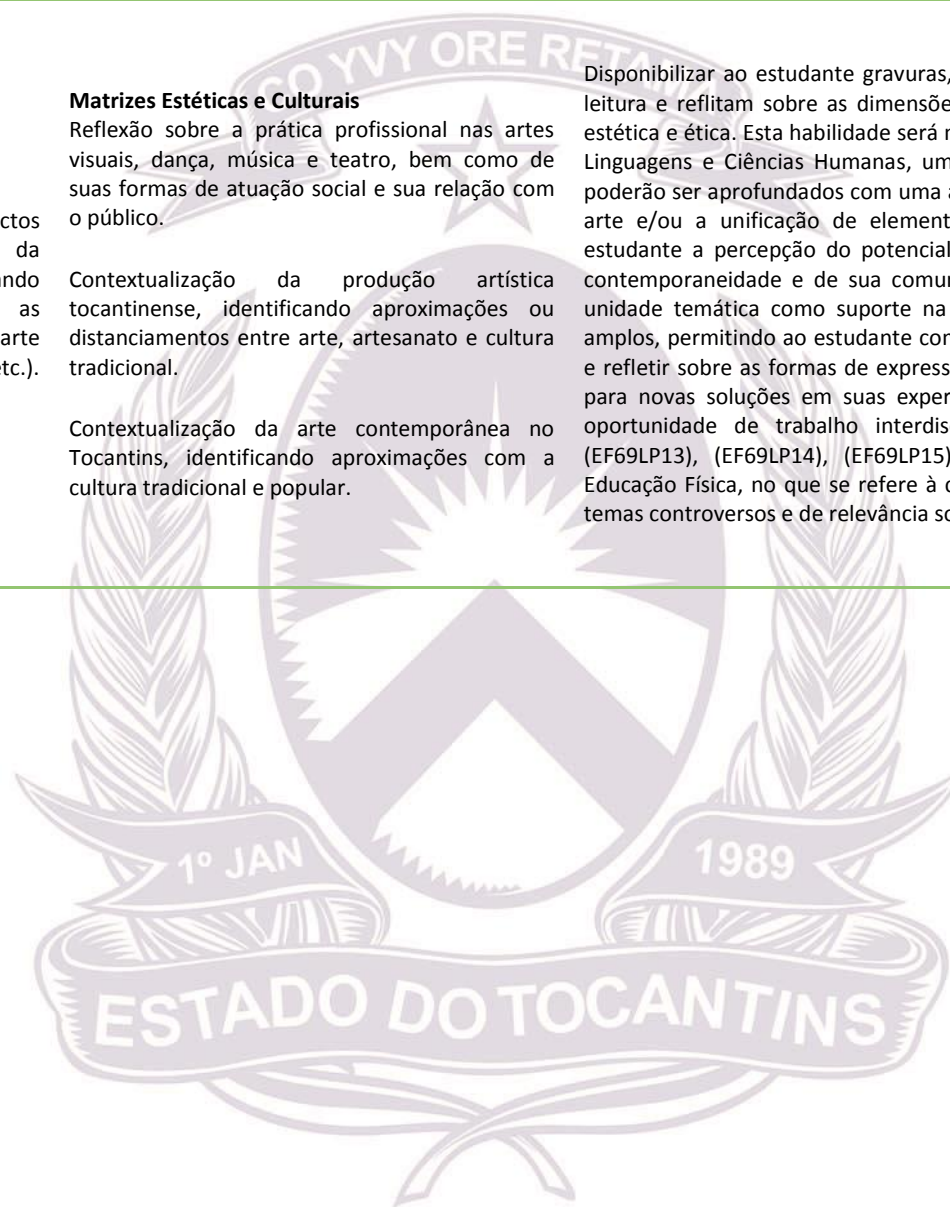 CO YVY ORE RETAMA
ctos
da
ando
as
arte
etc.).
Matrizes Estéticas e Culturais
Reflexão sobre a prática profissional nas artes
visuais, dança, música e teatro, bem como de
suas formas de atuação social e sua relação com
o público.
Contextualização da produção artística
tocantinense, identificando aproximações ou
distanciamentos entre arte, artesanato e cultura
tradicional.
Contextualização da arte contemporânea no
Tocantins, identificando aproximações com a
cultura tradicional e popular.
Disponibilizar ao estudante gravuras,
leitura e reflitam sobre as dimensõe
estética e ética. Esta habilidade será
Linguagens e Ciências Humanas, um
poderão ser aprofundados com uma
arte e/ou a unificação de element
estudante a percepção do potencial
contemporaneidade e de sua comu
unidade temática como suporte na
amplos, permitindo ao estudante con
e refletir sobre as formas de express
para novas soluções em suas exper
oportunidade de trabalho interdis
(EF69LP13), (EF69LP14), (EF69LP15)
Educação Física, no que se refere à
temas controversos e de relevância so
1º JAN
1989
ESTADO DO TOCANTINS